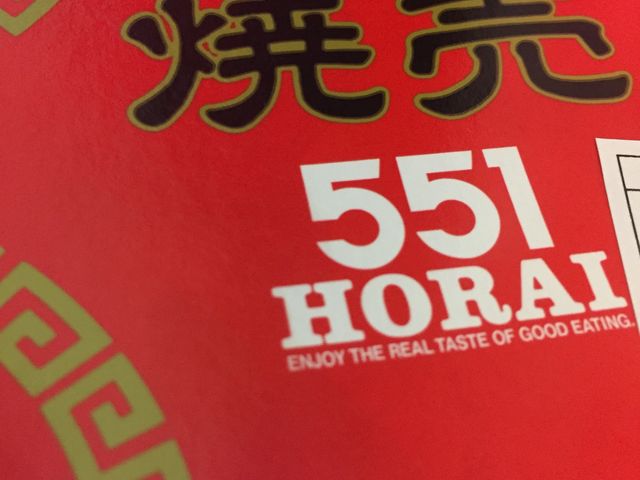 焼売
551
HORAI
ENJOY THE REAL TASTE OF GOOD EATING.